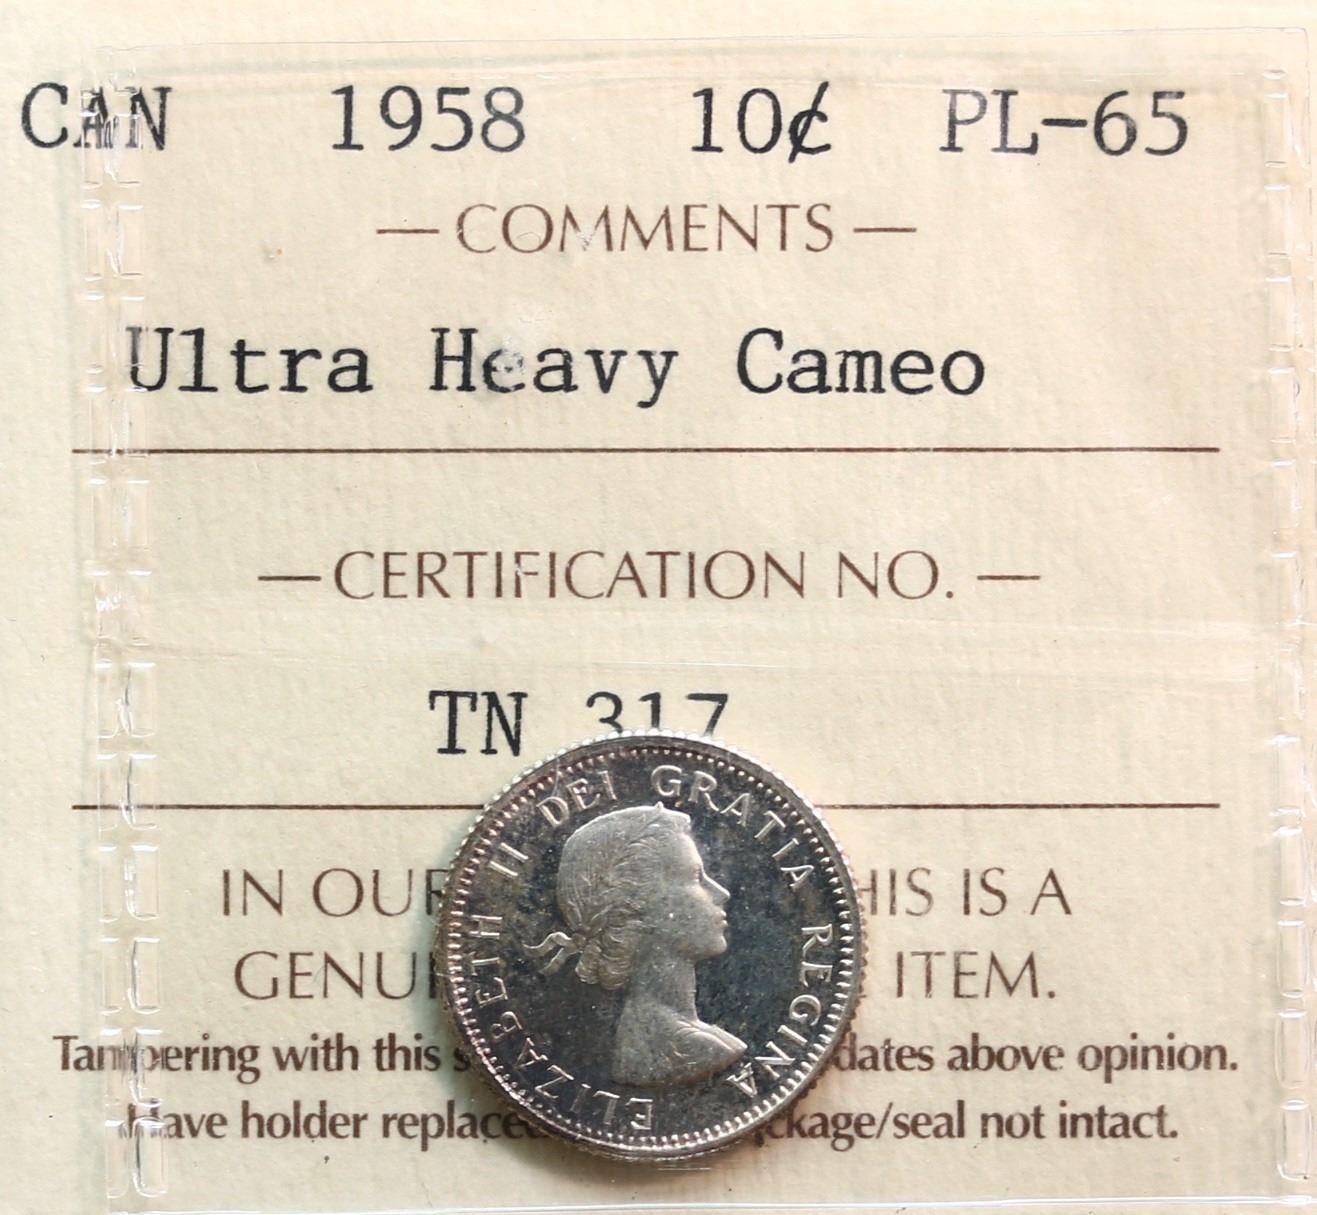 CAN 1958 10¢ PL-65
— COMMENTS —
Ultra Heavy Cameo
— CERTIFICATION NO. —
TN 317
IN OUR HIS IS A
GENU ITEM.
Tampering with this s dates above opinion.
Have holder replaced ckage/seal not intact.
ELIZABETH II DEI GRATIA REGINA